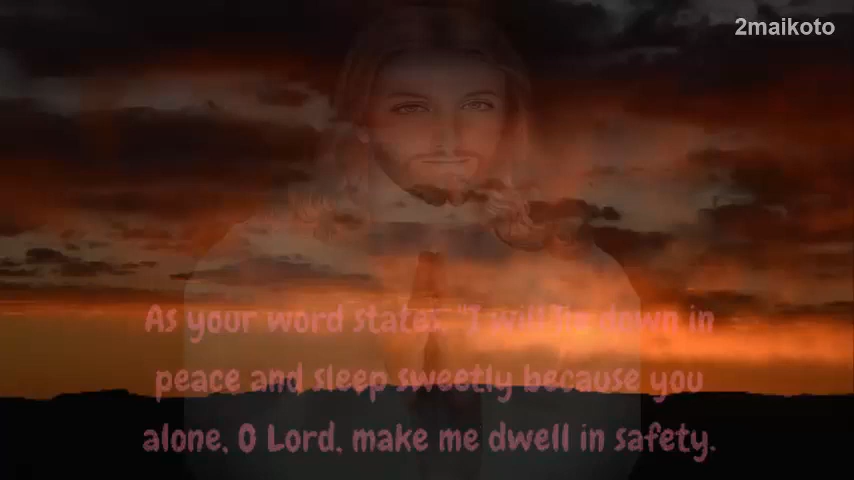 2maikoto
As your word states: "I will lie down in
peace and sleep sweetly because you
alone, O Lord, make me dwell in safety.